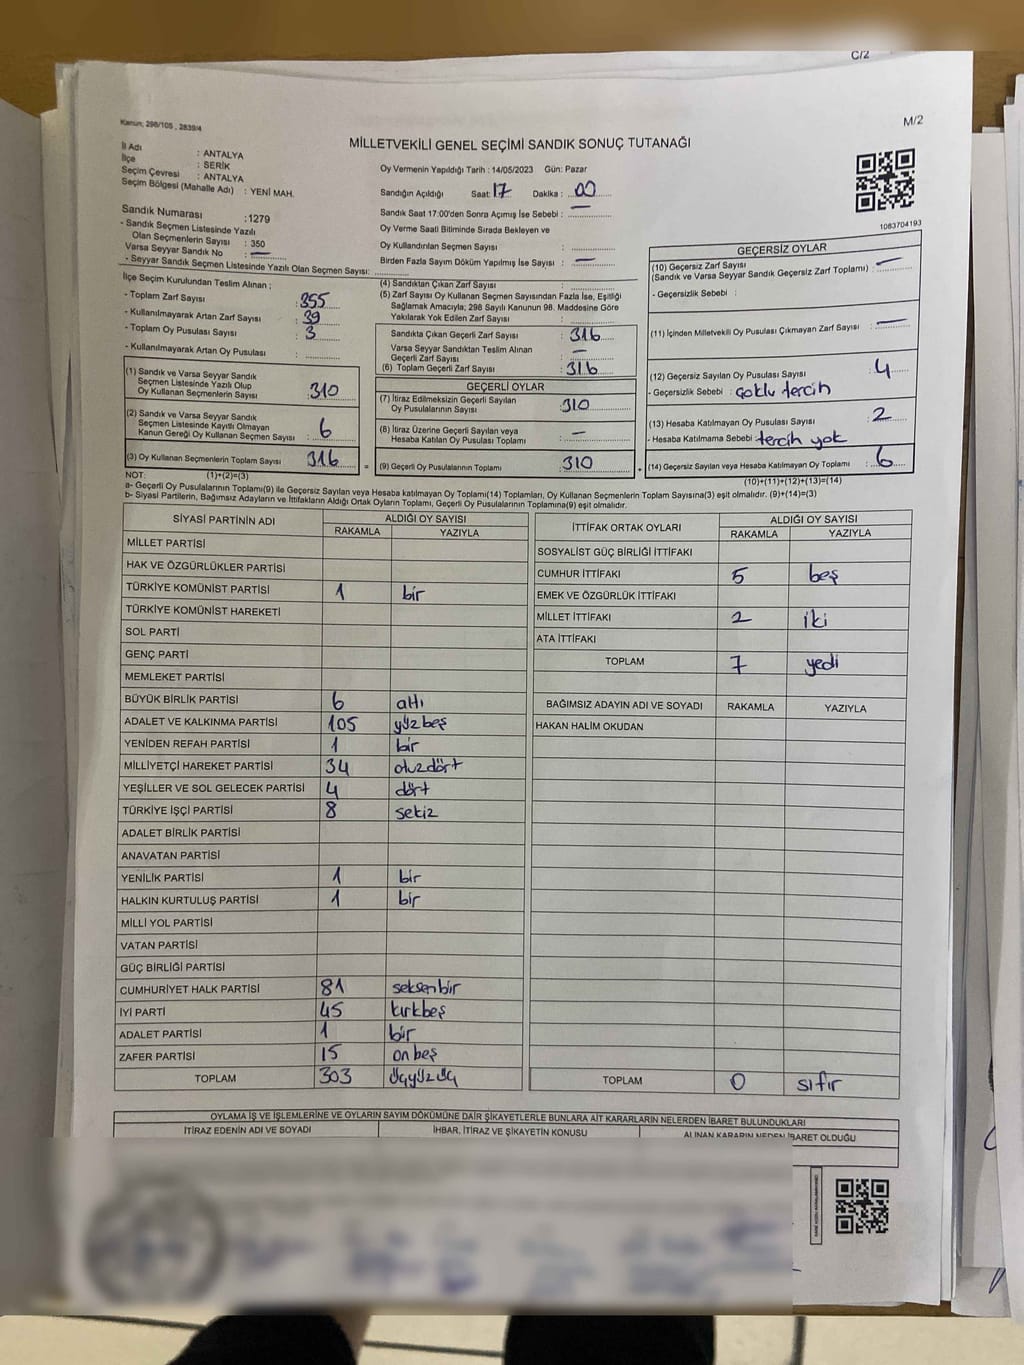 C/2
Kanun; 298/105 , 2839/4
M/2
MİLLETVEKİLİ GENEL SEÇİMİ SANDIK SONUÇ TUTANAĞI
İl Adı : ANTALYA
İlçe : SERİK
Seçim Çevresi : ANTALYA
Seçim Bölgesi (Mahalle Adı) : YENİ MAH.
Oy Vermenin Yapıldığı Tarih : 14/05/2023 Gün: Pazar
Sandığın Açıldığı Saat: 17 Dakika : 00
Sandık Saat 17:00'den Sonra Açımış İse Sebebi : —
Oy Verme Saati Bitiminde Sırada Bekleyen ve
Oy Kullandırılan Seçmen Sayısı :
Birden Fazla Sayım Döküm Yapılmış İse Sayısı : —
1083704193
Sandık Numarası :1279
- Sandık Seçmen Listesinde Yazılı
Olan Seçmenlerin Sayısı : 350
Varsa Seyyar Sandık No : —
- Seyyar Sandık Seçmen Listesinde Yazılı Olan Seçmen Sayısı:
İlçe Seçim Kurulundan Teslim Alınan ;
- Toplam Zarf Sayısı : 355
- Kullanılmayarak Artan Zarf Sayısı : 39
- Toplam Oy Pusulası Sayısı : 3
- Kullanılmayarak Artan Oy Pusulası :
(1) Sandık ve Varsa Seyyar Sandık
Seçmen Listesinde Yazılı Olup
Oy Kullanan Seçmenlerin Sayısı : 310
(2) Sandık ve Varsa Seyyar Sandık
Seçmen Listesinde Kayıtlı Olmayan
Kanun Gereği Oy Kullanan Seçmen Sayısı : 6
(3) Oy Kullanan Seçmenlerin Toplam Sayısı : 316
(4) Sandıktan Çıkan Zarf Sayısı :
(5) Zarf Sayısı Oy Kullanan Seçmen Sayısından Fazla İse, Eşitliği
Sağlamak Amacıyla; 298 Sayılı Kanunun 98. Maddesine Göre
Yakılarak Yok Edilen Zarf Sayısı :
Sandıkta Çıkan Geçerli Zarf Sayısı : 316
Varsa Seyyar Sandıktan Teslim Alınan
Geçerli Zarf Sayısı : —
(6) Toplam Geçerli Zarf Sayısı : 316
GEÇERLİ OYLAR
(7) İtiraz Edilmeksizin Geçerli Sayılan
Oy Pusulalarının Sayısı : 310
(8) İtiraz Üzerine Geçerli Sayılan veya
Hesaba Katılan Oy Pusulası Toplamı : —
= (9) Geçerli Oy Pusulalarının Toplamı : 310
GEÇERSİZ OYLAR
(10) Geçersiz Zarf Sayısı
(Sandık ve Varsa Seyyar Sandık Geçersiz Zarf Toplamı) : —
- Geçersizlik Sebebi :
(11) İçinden Milletvekili Oy Pusulası Çıkmayan Zarf Sayısı : —
(12) Geçersiz Sayılan Oy Pusulası Sayısı : 4
- Geçersizlik Sebebi : çoklu tercih
(13) Hesaba Katılmayan Oy Pusulası Sayısı : 2
- Hesaba Katılmama Sebebi : tercih yok
+ (14) Geçersiz Sayılan veya Hesaba Katılmayan Oy Toplamı : 6
NOT: (1)+(2)=(3)
(10)+(11)+(12)+(13)=(14)
a- Geçerli Oy Pusulalarının Toplamı(9) ile Geçersiz Sayılan veya Hesaba katılmayan Oy Toplamı(14) Toplamları, Oy Kullanan Seçmenlerin Toplam Sayısına(3) eşit olmalıdır. (9)+(14)=(3)
b- Siyasi Partilerin, Bağımsız Adayların ve İttifakların Aldığı Ortak Oyların Toplamı, Geçerli Oy Pusulalarının Toplamına(9) eşit olmalıdır.
SİYASİ PARTİNİN ADI ALDIĞI OY SAYISI
RAKAMLA YAZIYLA
MİLLET PARTİSİ
HAK VE ÖZGÜRLÜKLER PARTİSİ
TÜRKİYE KOMÜNİST PARTİSİ 1 bir
TÜRKİYE KOMÜNİST HAREKETİ
SOL PARTİ
GENÇ PARTİ
MEMLEKET PARTİSİ
BÜYÜK BİRLİK PARTİSİ 6 altı
ADALET VE KALKINMA PARTİSİ 105 yüzbeş
YENİDEN REFAH PARTİSİ 1 bir
MİLLİYETÇİ HAREKET PARTİSİ 34 otuzdört
YEŞİLLER VE SOL GELECEK PARTİSİ 4 dört
TÜRKİYE İŞÇİ PARTİSİ 8 sekiz
ADALET BİRLİK PARTİSİ
ANAVATAN PARTİSİ
YENİLİK PARTİSİ 1 bir
HALKIN KURTULUŞ PARTİSİ 1 bir
MİLLİ YOL PARTİSİ
VATAN PARTİSİ
GÜÇ BİRLİĞİ PARTİSİ
CUMHURİYET HALK PARTİSİ 81 seksenbir
İYİ PARTİ 45 kırkbeş
ADALET PARTİSİ 1 bir
ZAFER PARTİSİ 15 onbeş
TOPLAM 303 üçyüzüç
İTTİFAK ORTAK OYLARI ALDIĞI OY SAYISI
RAKAMLA YAZIYLA
SOSYALİST GÜÇ BİRLİĞİ İTTİFAKI
CUMHUR İTTİFAKI 5 beş
EMEK VE ÖZGÜRLÜK İTTİFAKI
MİLLET İTTİFAKI 2 iki
ATA İTTİFAKI
TOPLAM 7 yedi
BAĞIMSIZ ADAYIN ADI VE SOYADI RAKAMLA YAZIYLA
HAKAN HALİM OKUDAN
TOPLAM 0 sıfır
OYLAMA İŞ VE İŞLEMLERİNE VE OYLARIN SAYIM DÖKÜMÜNE DAİR ŞİKAYETLERLE BUNLARA AİT KARARLARIN NELERDEN İBARET BULUNDUKLARI
İTİRAZ EDENİN ADI VE SOYADI İHBAR, İTİRAZ VE ŞİKAYETİN KONUSU ALINAN KARARIN NEDEN İBARET OLDUĞU